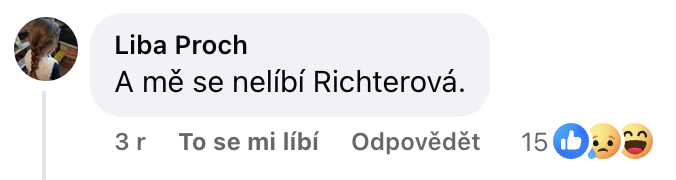 Liba Proch
A mě se nelíbí Richterová.
3 r To se mi líbí Odpovědět 15